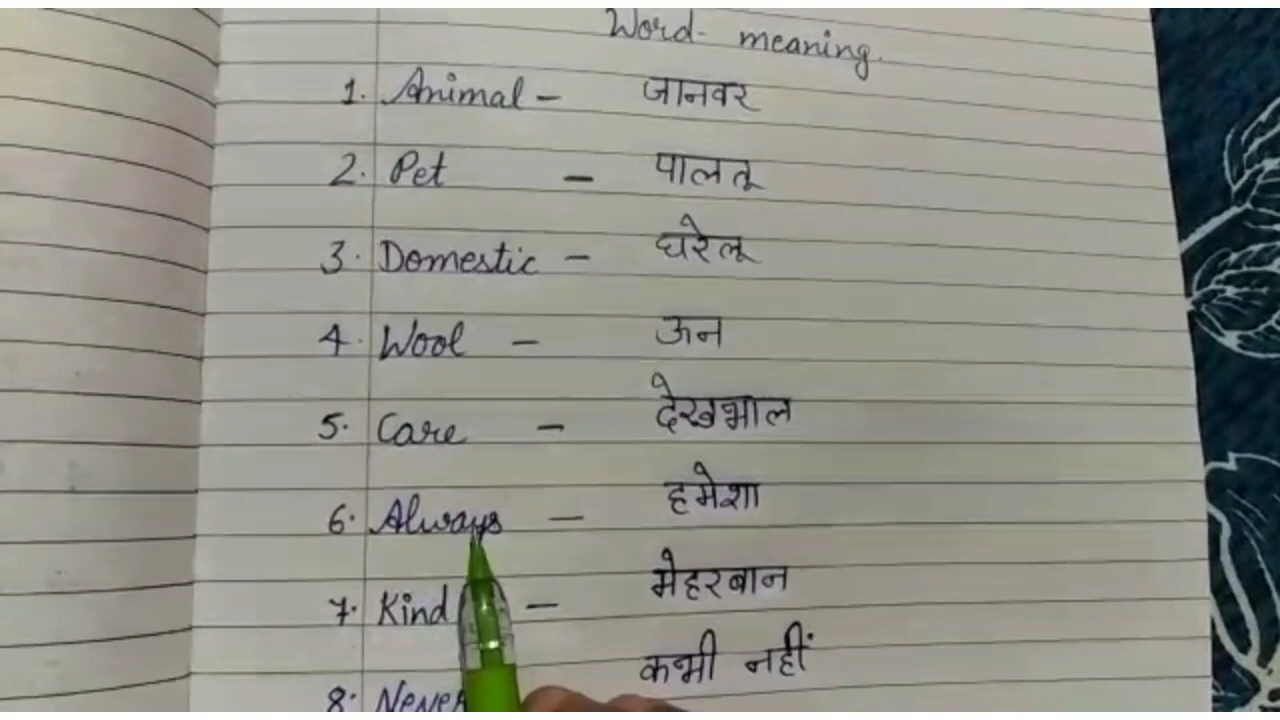 Word- meaning.
1. Animal - जानवर
2. Pet - पालतू
3. Domestic - घरेलू
4. Wool - ऊन
5. Care - देखभाल
6. Always - हमेशा
7. Kind - मेहरबान
8. Never कभी नहीं